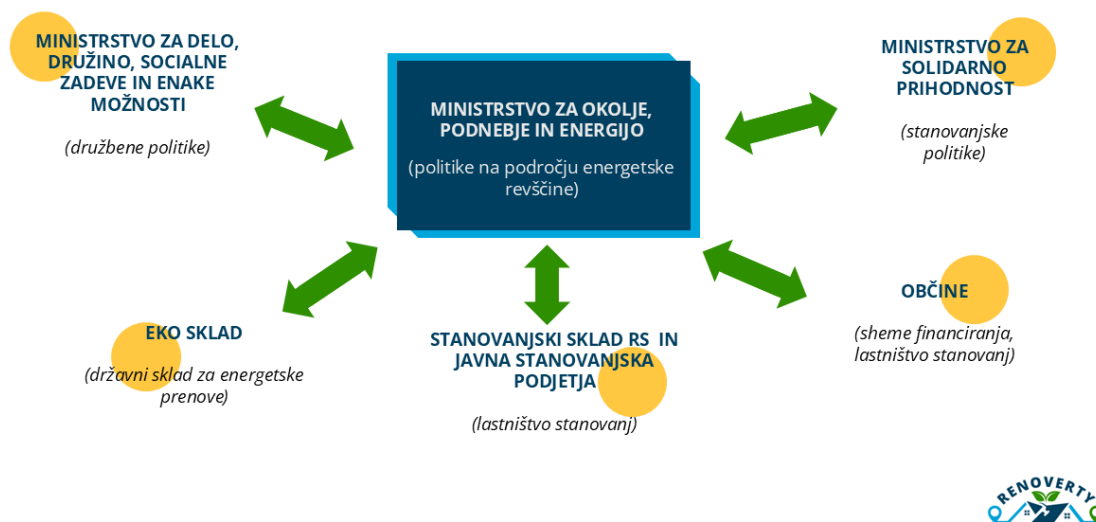 MINISTRSTVO ZA DELO,
DRUŽINO, SOCIALNE
ZADEVE IN ENAKE
MOŽNOSTI
(družbene politike)
MINISTRSTVO ZA OKOLJE,
PODNEBJE IN ENERGIJO
(politike na področju energetske
revščine)
MINISTRSTVO ZA
SOLIDARNO
PRIHODNOST
(stanovanjske
politike)
EKO SKLAD
(državni sklad za energetske
prenove)
STANOVANJSKI SKLAD RS IN
JAVNA STANOVANJSKA
PODJETJA
(lastništvo stanovanj)
OBČINE
(sheme financiranja,
lastništvo stanovanj)
RENOVERTY